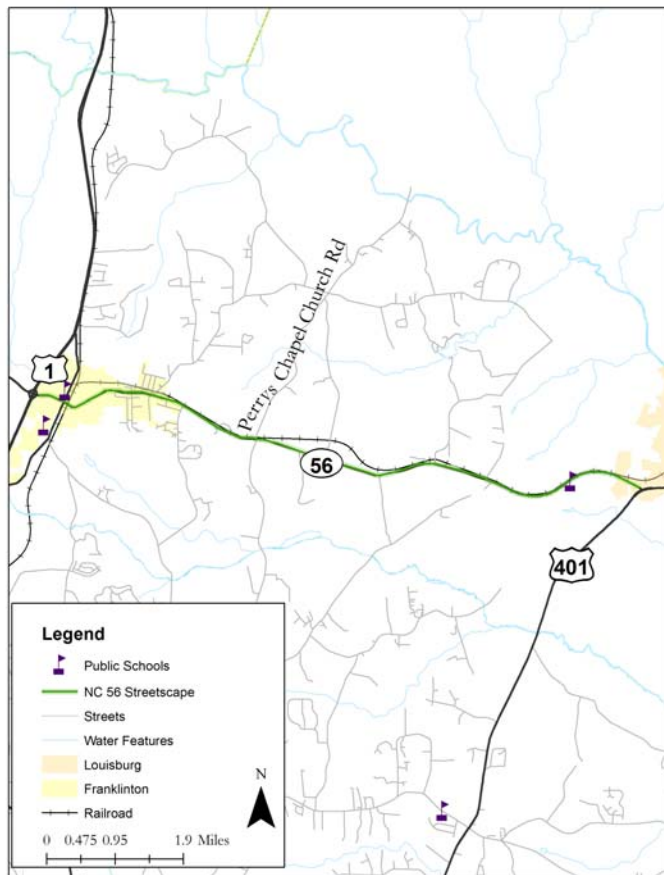 Perrys Chapel Church Rd
1
56
401
Legend
Public Schools
NC 56 Streetscape
Streets
Water Features
Louisburg
Franklinton
Railroad
N
0 0.475 0.95 1.9 Miles